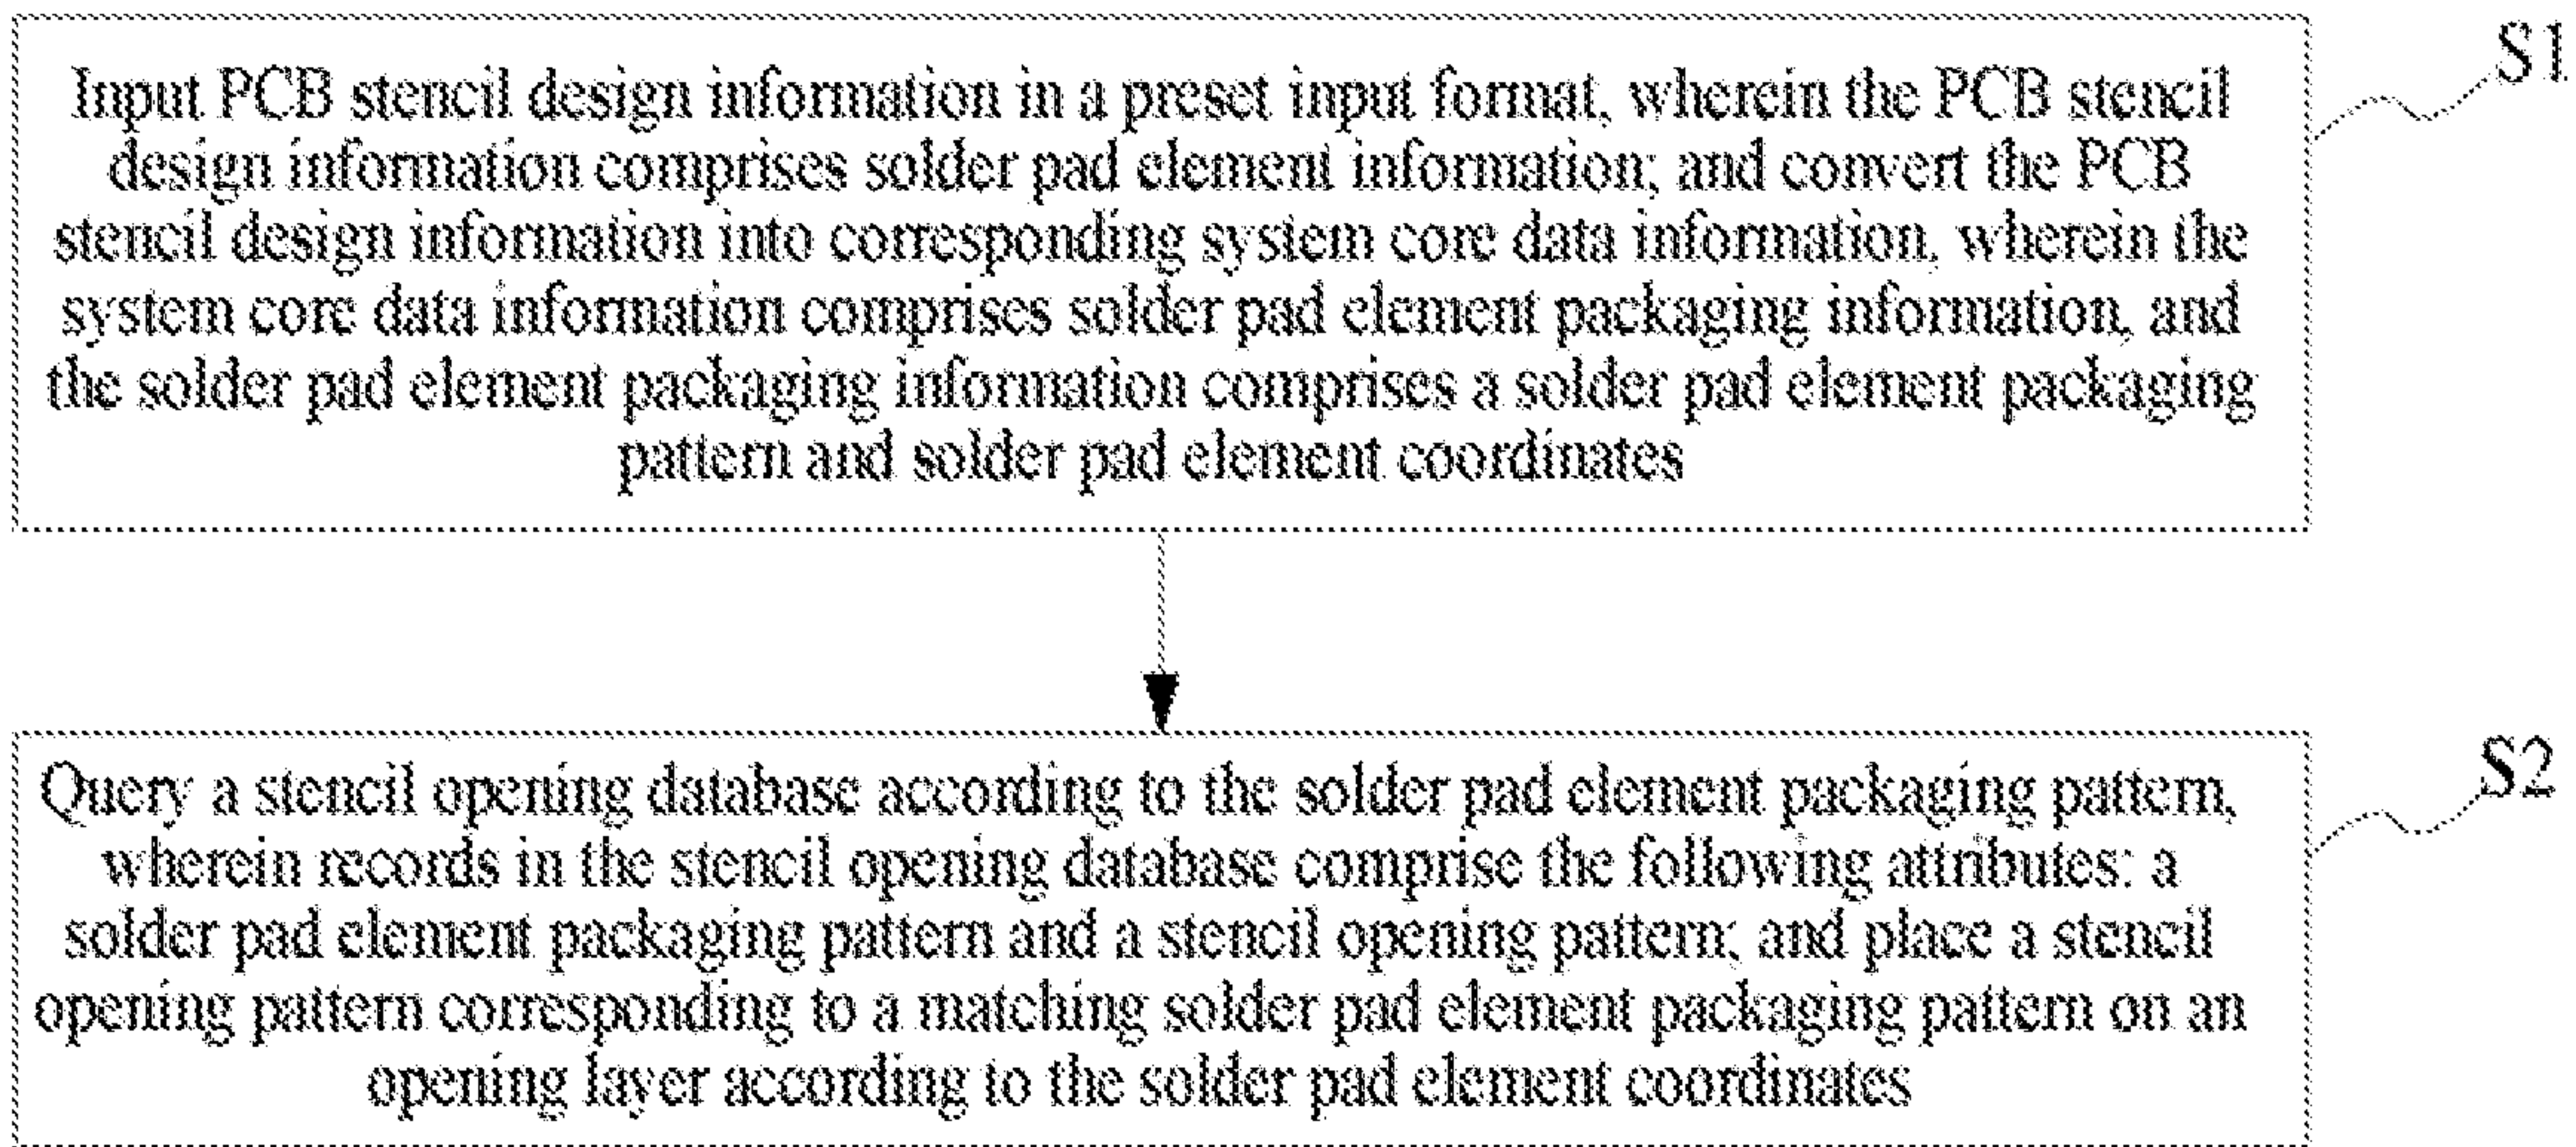 Input PCB stencil design information in a preset input format, wherein the PCB stencil
design information comprises solder pad element information; and convert the PCB
stencil design information into corresponding system core data information, wherein the
system core data information comprises solder pad element packaging information, and
the solder pad element packaging information comprises a solder pad element packaging
pattern and solder pad element coordinates
S1
Query a stencil opening database according to the solder pad element packaging pattern,
wherein records in the stencil opening database comprise the following attributes: a
solder pad element packaging pattern and a stencil opening pattern; and place a stencil
opening pattern corresponding to a matching solder pad element packaging pattern on an
opening layer according to the solder pad element coordinates
S2